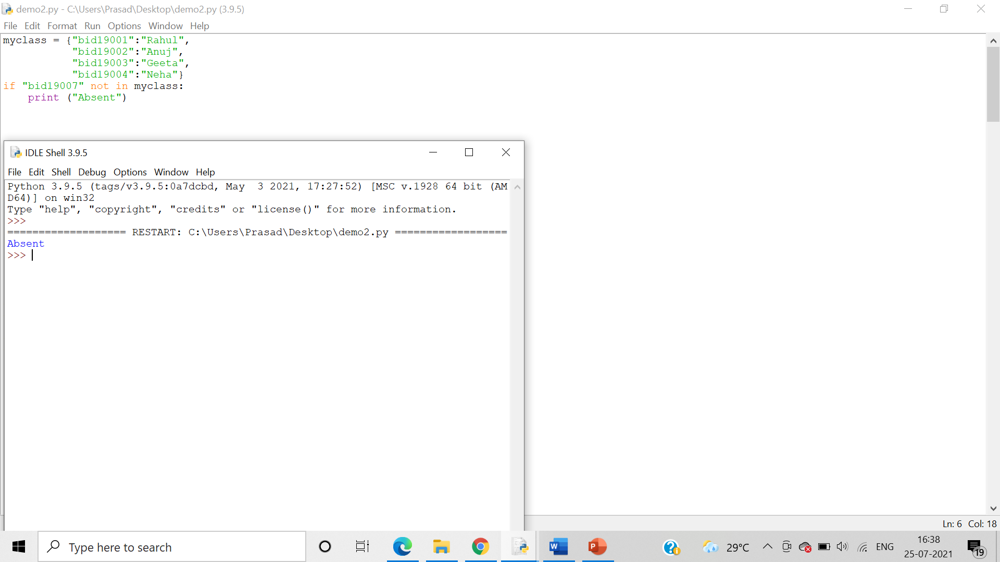 demo2.py - C:\Users\Prasad\Desktop\demo2.py (3.9.5)
File Edit Format Run Options Window Help
myclass = {"bid19001":"Rahul",
"bid19002":"Anuj",
"bid19003":"Geeta",
"bid19004":"Neha"}
if "bid19007" not in myclass:
print ("Absent")
IDLE Shell 3.9.5
File Edit Shell Debug Options Window Help
Python 3.9.5 (tags/v3.9.5:0a7dcbd, May  3 2021, 17:27:52) [MSC v.1928 64 bit (AM
D64)] on win32
Type "help", "copyright", "credits" or "license()" for more information.
>>>
=================== RESTART: C:\Users\Prasad\Desktop\demo2.py ==================
Absent
>>>
Ln: 6 Col: 18
Type here to search
W
P
29°C
ENG
16:38
25-07-2021
19